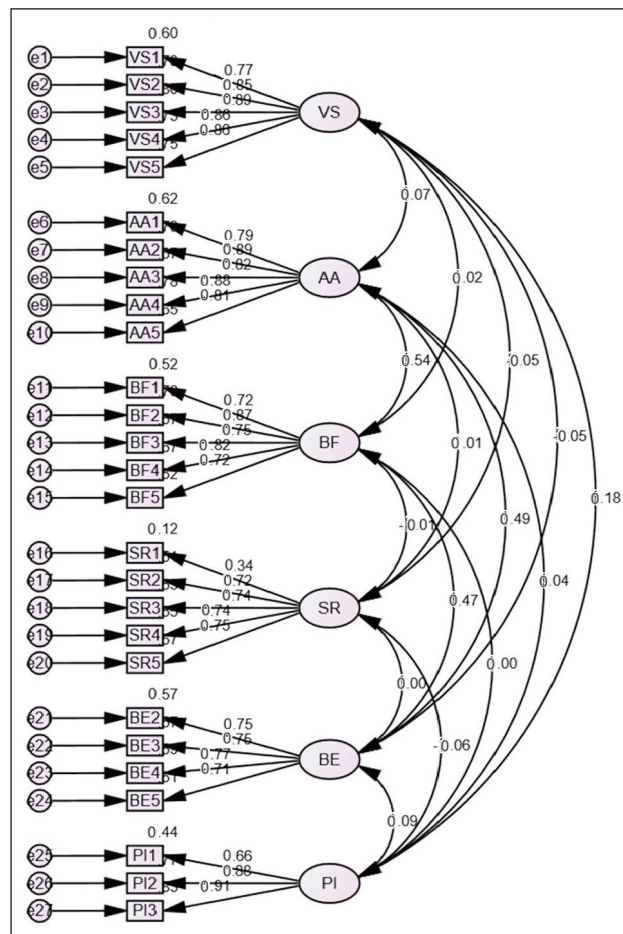 0.60
e1 VS1 0.77
e2 VS2 0.85
e3 VS3 0.89 VS
e4 VS4 0.86
e5 VS5
0.07
0.62
e6 AA1 0.79
e7 AA2 0.89
e8 AA3 0.82 AA
e9 AA4 0.88
e10 AA5 0.81
0.02
0.54 -0.05
0.52
e11 BF1 0.72
e12 BF2 0.87
e13 BF3 0.75 BF
e14 BF4 0.82
e15 BF5 0.72
0.01 -0.05
0.18
-0.01 0.49
0.12
e16 SR1 0.34
e17 SR2 0.72
e18 SR3 0.74 SR
e19 SR4 0.74
e20 SR5 0.75
0.47 0.04
0.00 0.00
0.57
e21 BE2 0.75
e22 BE3 0.75 BE
e23 BE4 0.77
e24 BE5 0.71
-0.06
0.09
0.44
e25 PI1 0.66
e26 PI2 0.88 PI
e27 PI3 0.91